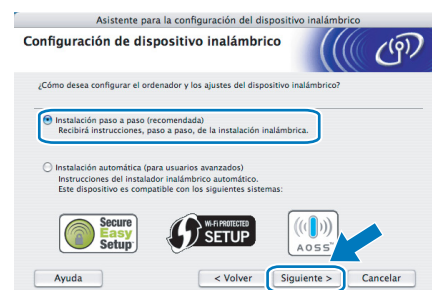 Asistente para la configuración del dispositivo inalámbrico
Configuración de dispositivo inalámbrico
¿Cómo desea configurar el ordenador y los ajustes del dispositivo inalámbrico?
Instalación paso a paso (recomendada)
Recibirá instrucciones, paso a paso, de la instalación inalámbrica.
Instalación automática (para usuarios avanzados)
Instrucciones del instalador inalámbrico automático.
Este dispositivo es compatible con los siguientes sistemas:
Secure
Easy
Setup
WI-FI PROTECTED
SETUP
AOSS™
Ayuda
< Volver
Siguiente >
Cancelar